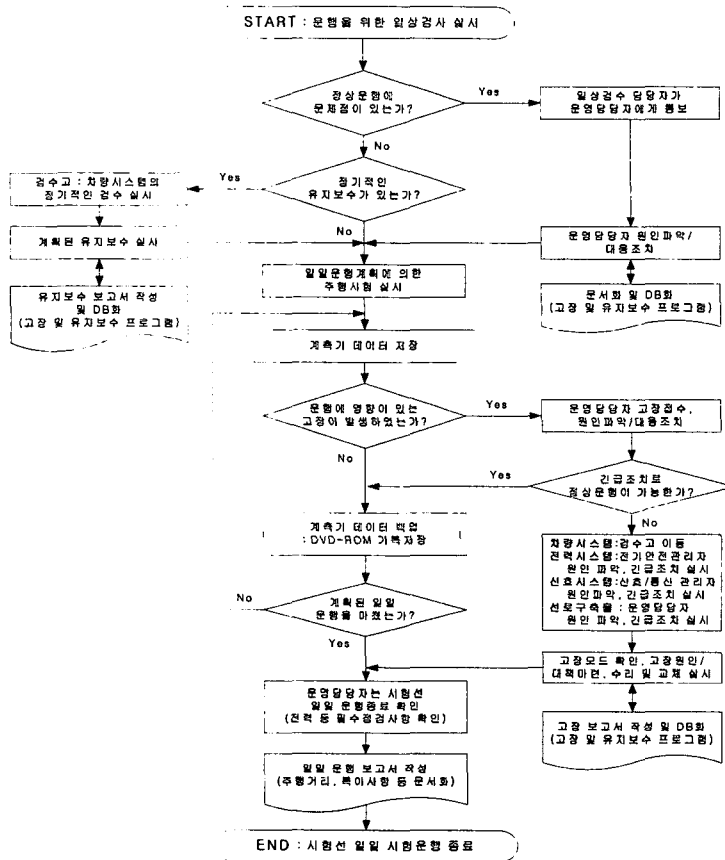 START : 운행을 위한 일상검사 실시
정상운행에
문제점이 있는가?
Yes
일상검수 담당자가
운영담당자에게 통보
No
정기적인
유지보수가 있는가?
Yes
검수고 : 차량시스템의
정기적인 검수 실시
No
계획된 유지보수 실시
운영담당자 원인파악/
대응조치
일일운행계획에 의한
주행시험 실시
유지보수 보고서 작성
및 DB화
(고장 및 유지보수 프로그램)
문서화 및 DB화
(고장 및 유지보수 프로그램)
계측기 데이터 저장
운행에 영향이 있는
고장이 발생하였는가?
Yes
운영담당자 고장접수,
원인파악/대응조치
No
Yes
긴급조치로
정상운행이 가능한가?
No
계측기 데이터 백업
: DVD-ROM 기록저장
차량시스템:검수고 이동
전력시스템:전기안전관리자
원인 파악, 긴급조치 실시
신호시스템:신호/통신 관리자
원인파악, 긴급조치 실시
선로구축물 : 운영담당자
원인 파악, 긴급조치 실시
No
계획된 일일
운행을 마쳤는가?
Yes
고장모드 확인, 고장원인/
대책마련, 수리 및 교체 실시
운영담당자는 시험선
일일 운행종료 확인
(전력 등 필수점검사항 확인)
고장 보고서 작성 및 DB화
(고장 및 유지보수 프로그램)
일일 운행 보고서 작성
(주행거리, 특이사항 등 문서화)
END : 시험선 일일 시험운행 종료